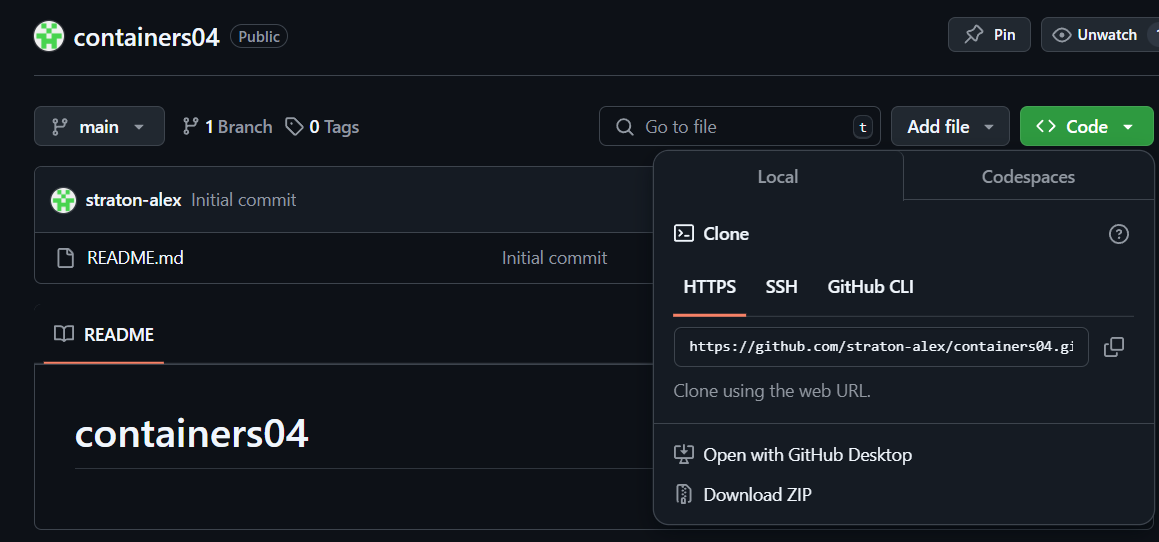 containers04 Public Pin Unwatch
main 1 Branch 0 Tags Go to file t Add file Code
Local Codespaces
straton-alex Initial commit
Clone
README.md Initial commit
HTTPS SSH GitHub CLI
README
https://github.com/straton-alex/containers04.gi
Clone using the web URL.
containers04
Open with GitHub Desktop
Download ZIP